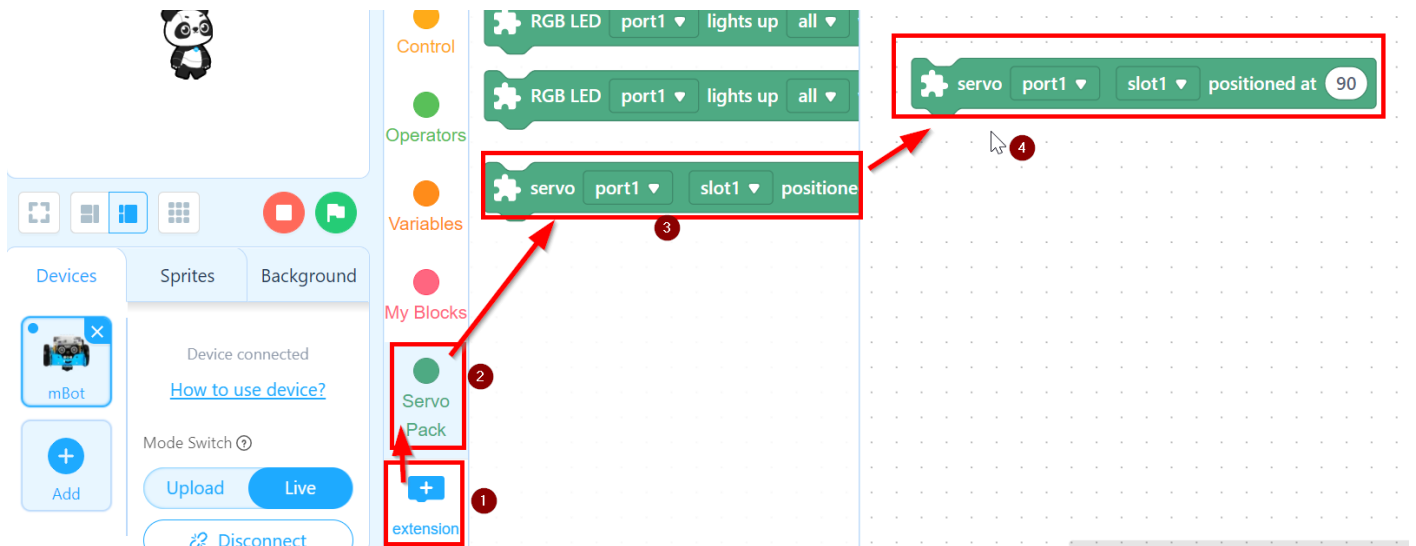 Control
Operators
Variables
My Blocks
Servo
Pack
extension
RGB LED port1 lights up all
RGB LED port1 lights up all
servo port1 slot1 positione
3
2
1
servo port1 slot1 positioned at 90
4
Devices Sprites Background
mBot
Add
Device connected
How to use device?
Mode Switch ?
Upload Live
Disconnect